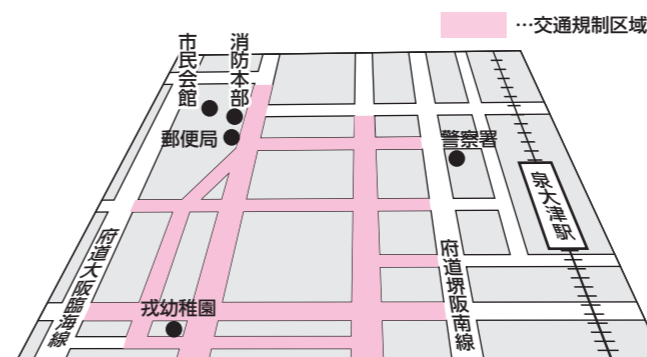 …交通規制区域
市民会館
消防本部
郵便局
警察署
泉大津駅
府道大阪臨海線
府道堺阪南線
戎幼稚園